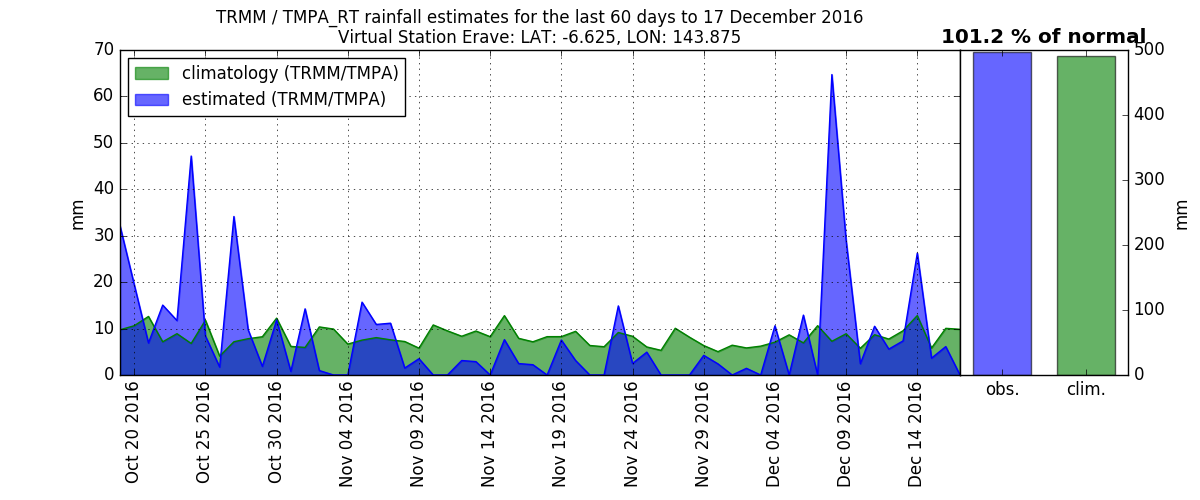 TRMM / TMPA_RT rainfall estimates for the last 60 days to 17 December 2016
Virtual Station Erave: LAT: -6.625, LON: 143.875
101.2 % of normal
climatology (TRMM/TMPA)
estimated (TRMM/TMPA)
mm
70
60
50
40
30
20
10
0
Oct 20 2016
Oct 25 2016
Oct 30 2016
Nov 04 2016
Nov 09 2016
Nov 14 2016
Nov 19 2016
Nov 24 2016
Nov 29 2016
Dec 04 2016
Dec 09 2016
Dec 14 2016
obs.
clim.
500
400
300
200
100
0
mm